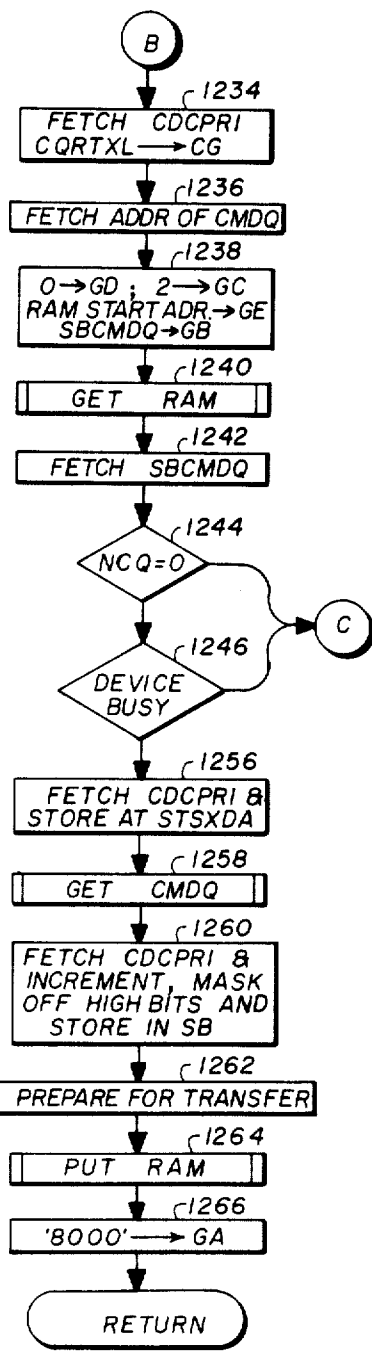 B
1234
FETCH CDCPRI
CQRTXL → CG
1236
FETCH ADDR OF CMDQ
1238
0→GD ; 2 → GC
RAM START ADR.→GE
SBCMDQ→GB
1240
GET RAM
1242
FETCH SBCMDQ
1244
NCQ=0
C
1246
DEVICE
BUSY
1256
FETCH CDCPRI &
STORE AT STSXDA
1258
GET CMDQ
1260
FETCH CDCPRI &
INCREMENT, MASK
OFF HIGH BITS AND
STORE IN SB
1262
PREPARE FOR TRANSFER
1264
PUT RAM
1266
'8000' → GA
RETURN